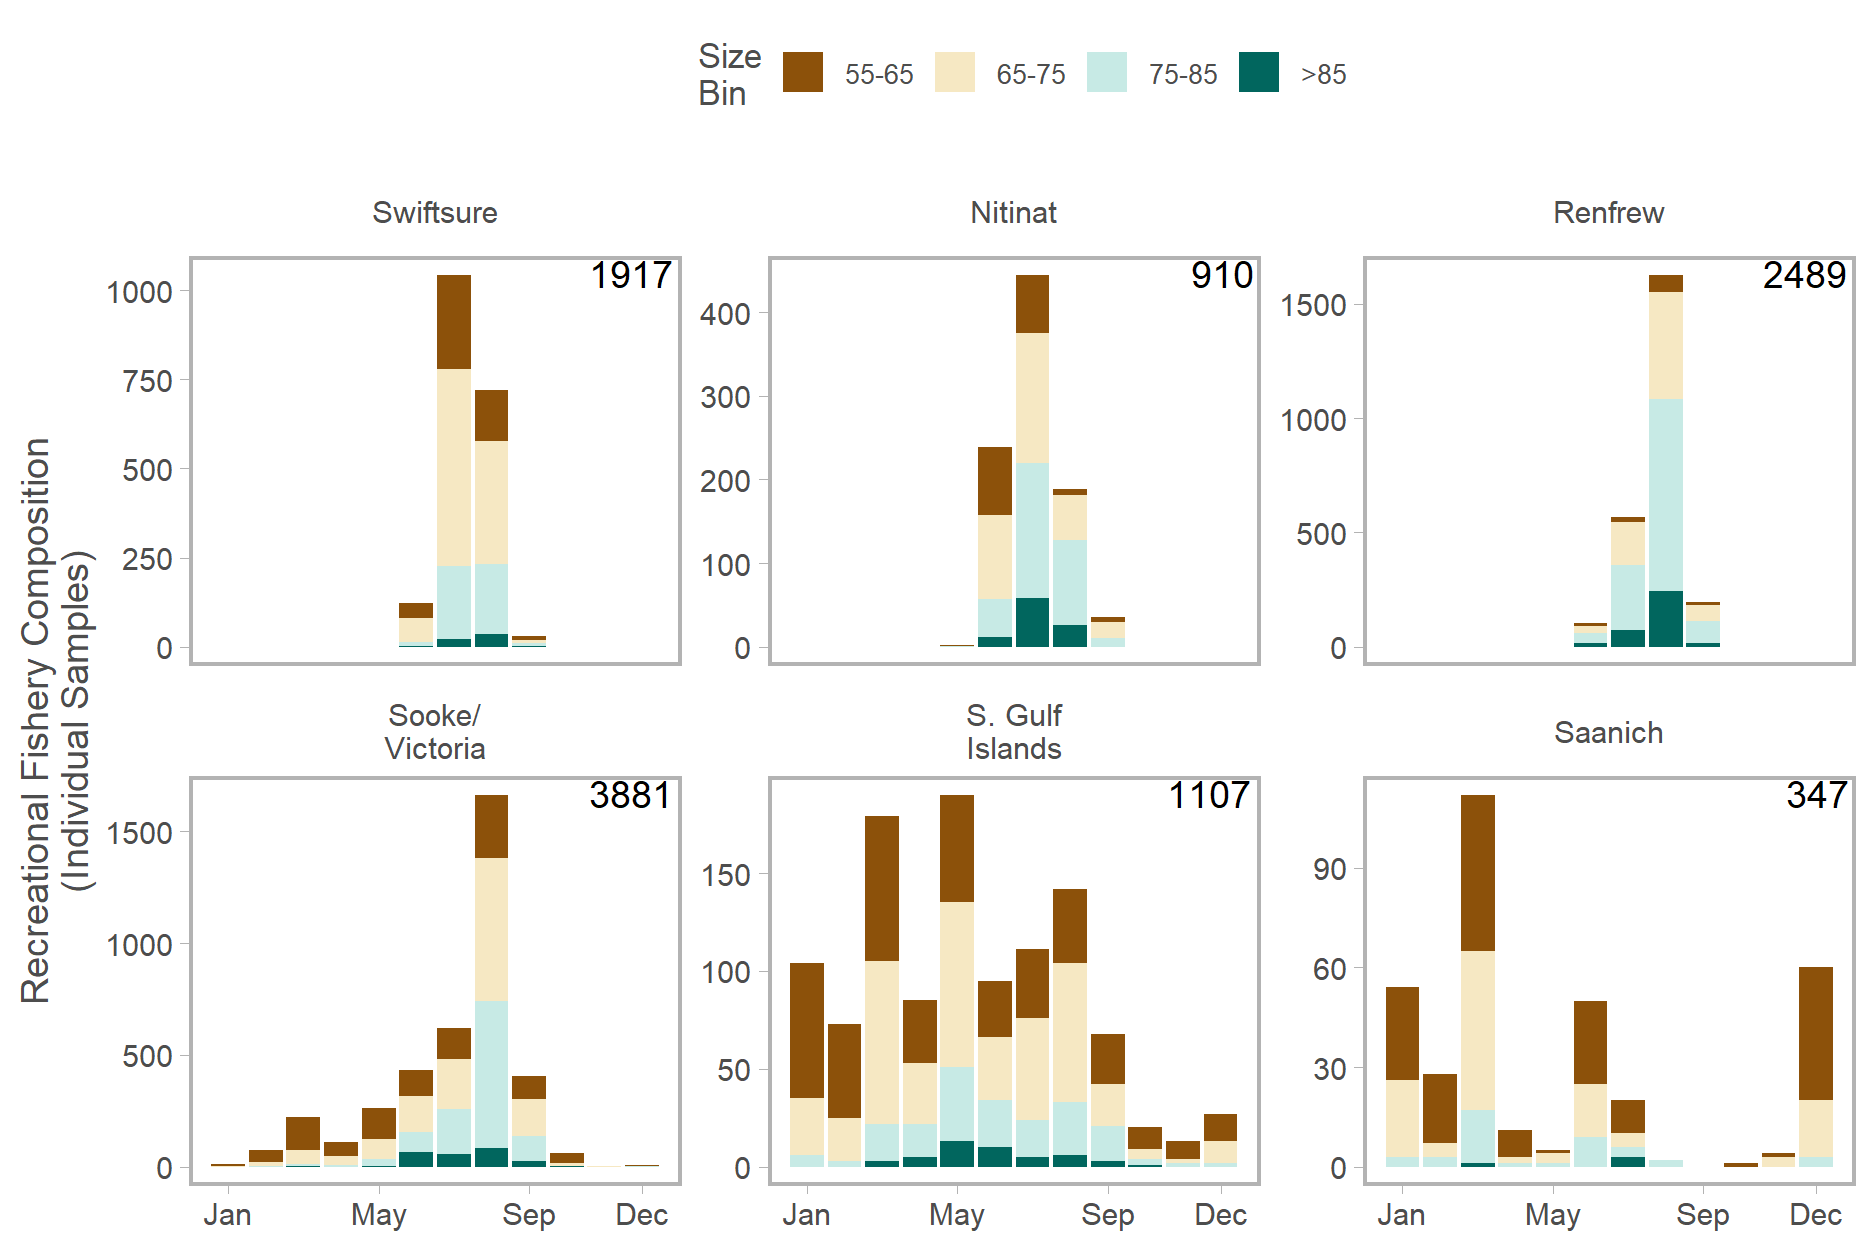 Size
Bin
55-65
65-75
75-85
>85
Swiftsure
Nitinat
Renfrew
1917
910
2489
1000
750
500
250
0
400
300
200
100
0
1500
1000
500
0
Recreational Fishery Composition
(Individual Samples)
Sooke/
Victoria
S. Gulf
Islands
Saanich
3881
1107
347
1500
1000
500
0
150
100
50
0
90
60
30
0
Jan May Sep Dec
Jan May Sep Dec
Jan May Sep Dec